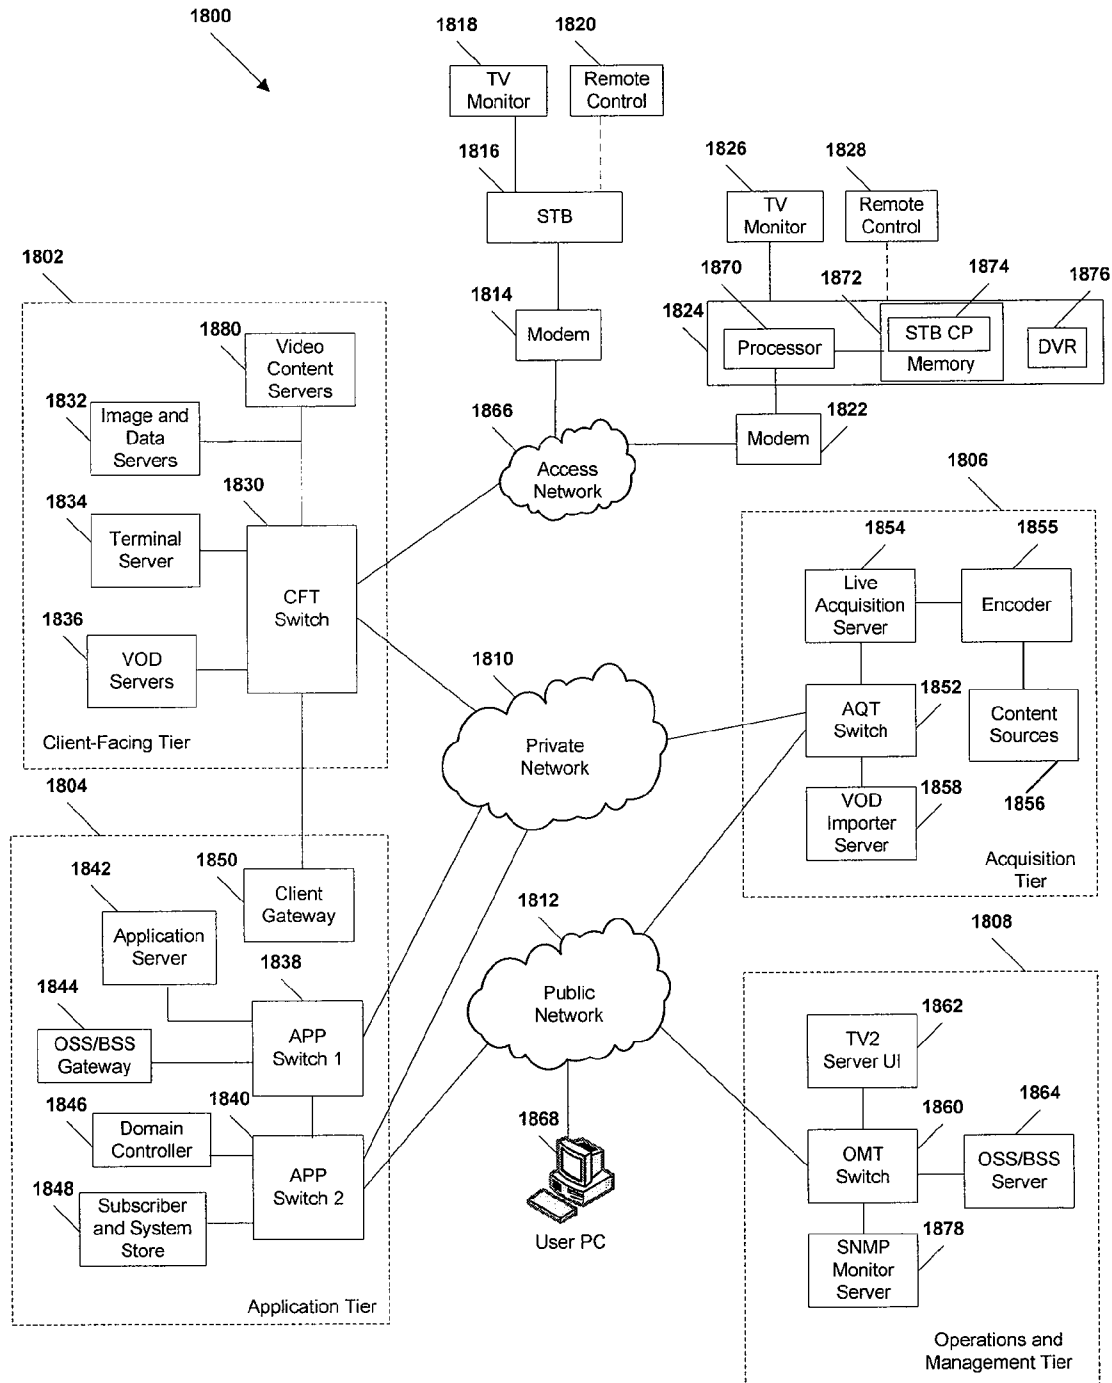 1800
1818
1820
TV
Monitor
Remote
Control
1816
STB
1826
1828
TV
Monitor
Remote
Control
1802
1814
Modem
1870
1872
1874
1876
1824
Processor
STB CP
Memory
DVR
1880
Video
Content
Servers
1832
Image and
Data
Servers
1866
Access
Network
Modem
1822
1834
Terminal
Server
1830
CFT
Switch
1836
VOD
Servers
Client-Facing Tier
1806
1854
1855
Live
Acquisition
Server
Encoder
1810
Private
Network
AQT
Switch
1852
Content
Sources
1856
VOD
Importer
Server
1858
Acquisition
Tier
1804
1842
1850
Client
Gateway
Application
Server
1812
Public
Network
1844
OSS/BSS
Gateway
1838
APP
Switch 1
1846
Domain
Controller
1840
APP
Switch 2
1848
Subscriber
and System
Store
Application Tier
1868
User PC
1808
TV2
Server UI
1862
1860
1864
OMT
Switch
OSS/BSS
Server
SNMP
Monitor
Server
1878
Operations and
Management Tier